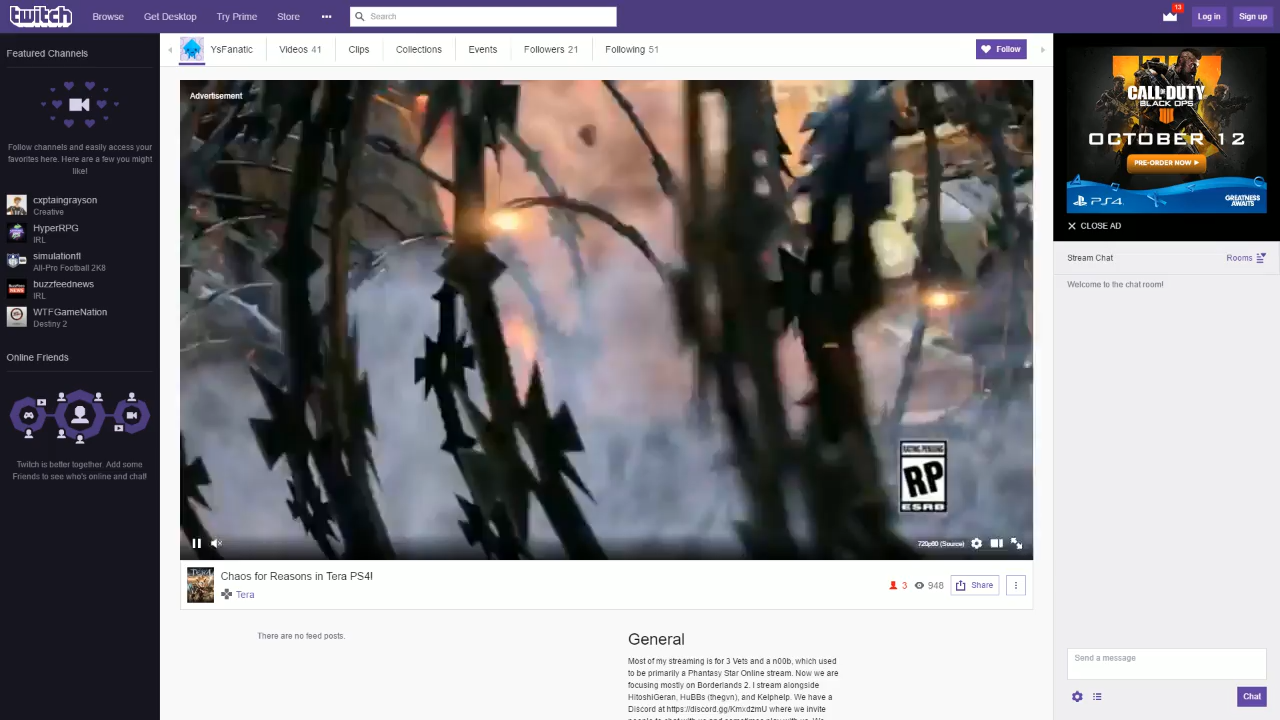 twitch
Browse
Get Desktop
Try Prime
Store
Search
13
Log in
Sign up
Featured Channels
Follow channels and easily access your
favorites here. Here are a few you might
like!
cxptaingrayson
Creative
HyperRPG
IRL
simulationfl
All-Pro Football 2K8
buzzfeednews
IRL
WTFGameNation
Destiny 2
Online Friends
Twitch is better together. Add some
Friends to see who's online and chat!
YsFanatic
Videos 41
Clips
Collections
Events
Followers 21
Following 51
Follow
Advertisement
RATING PENDING
RP
ESRB
720p60 (Source)
Chaos for Reasons in Tera PS4!
Tera
3
948
Share
There are no feed posts.
General
Most of my streaming is for 3 Vets and a n00b, which used
to be primarily a Phantasy Star Online stream. Now we are
focusing mostly on Borderlands 2. I stream alongside
HitoshiGeran, HuBBs (thegvn), and Kelphelp. We have a
Discord at https://discord.gg/KmxdzmU where we invite
CALL OF DUTY
BLACK OPS
IIII
OCTOBER 12
PRE-ORDER NOW
PS4
GREATNESS
AWAITS
CLOSE AD
Stream Chat
Rooms
Welcome to the chat room!
Send a message
Chat